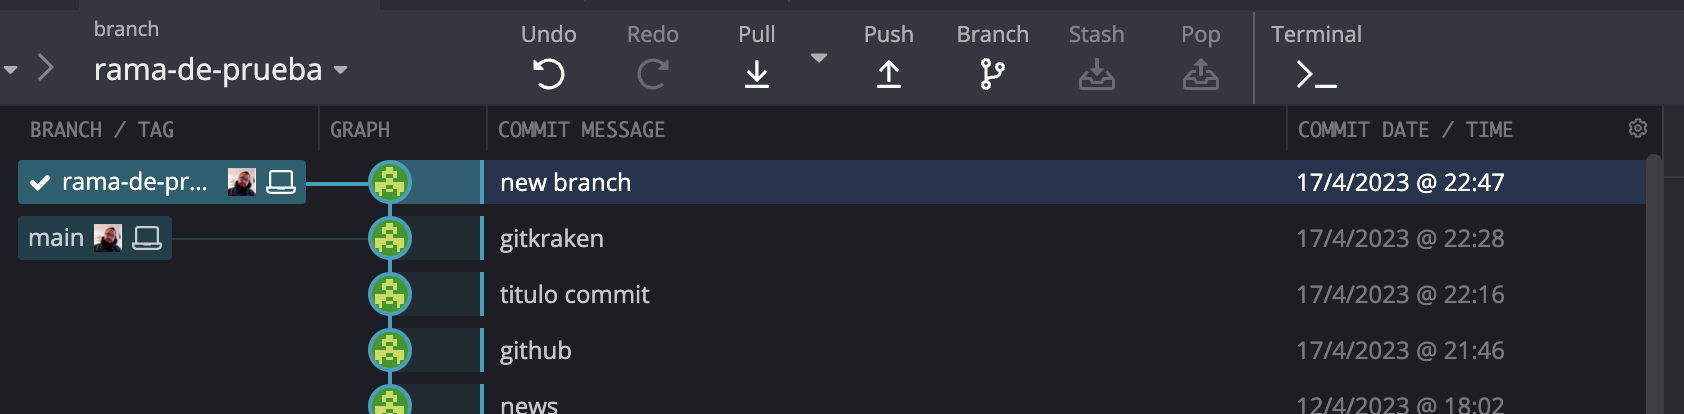 branch
rama-de-prueba
Undo Redo Pull Push Branch Stash Pop Terminal
BRANCH / TAG GRAPH COMMIT MESSAGE COMMIT DATE / TIME
rama-de-pr... new branch 17/4/2023 @ 22:47
main gitkraken 17/4/2023 @ 22:28
titulo commit 17/4/2023 @ 22:16
github 17/4/2023 @ 21:46
news 12/4/2023 @ 18:02